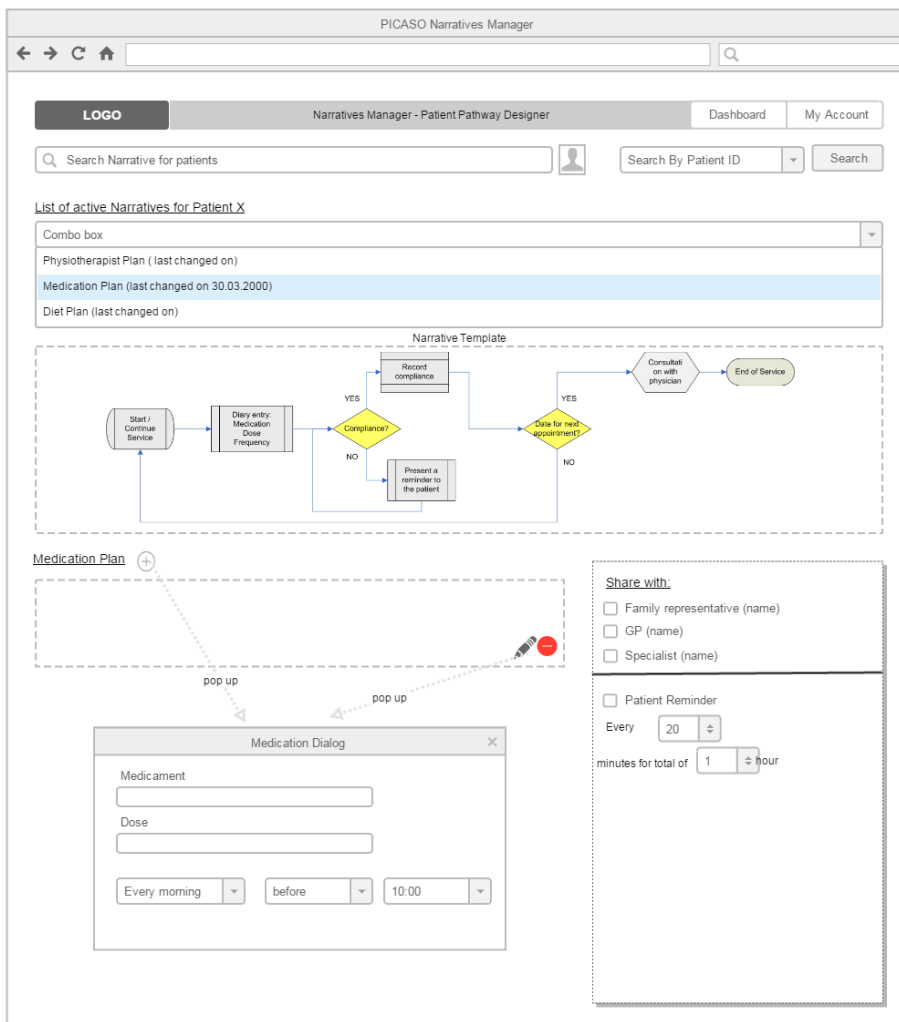 PICASO Narratives Manager
LOGO
Narratives Manager - Patient Pathway Designer
Dashboard
My Account
Search Narrative for patients
Search By Patient ID
Search
List of active Narratives for Patient X
Combo box
Physiotherapist Plan ( last changed on)
Medication Plan (last changed on 30.03.2000)
Diet Plan (last changed on)
Narrative Template
Start /
Continue
Service
Diary entry:
Medication
Dose
Frequency
Compliance?
YES
Record
compliance
NO
Present a
reminder to
the patient
Date for next
appointment?
YES
NO
Consultati
on with
physician
End of Service
Medication Plan
pop up
pop up
Medication Dialog
Medicament
Dose
Every morning
before
10:00
Share with:
Family representative (name)
GP (name)
Specialist (name)
Patient Reminder
Every
20
minutes for total of
1
hour